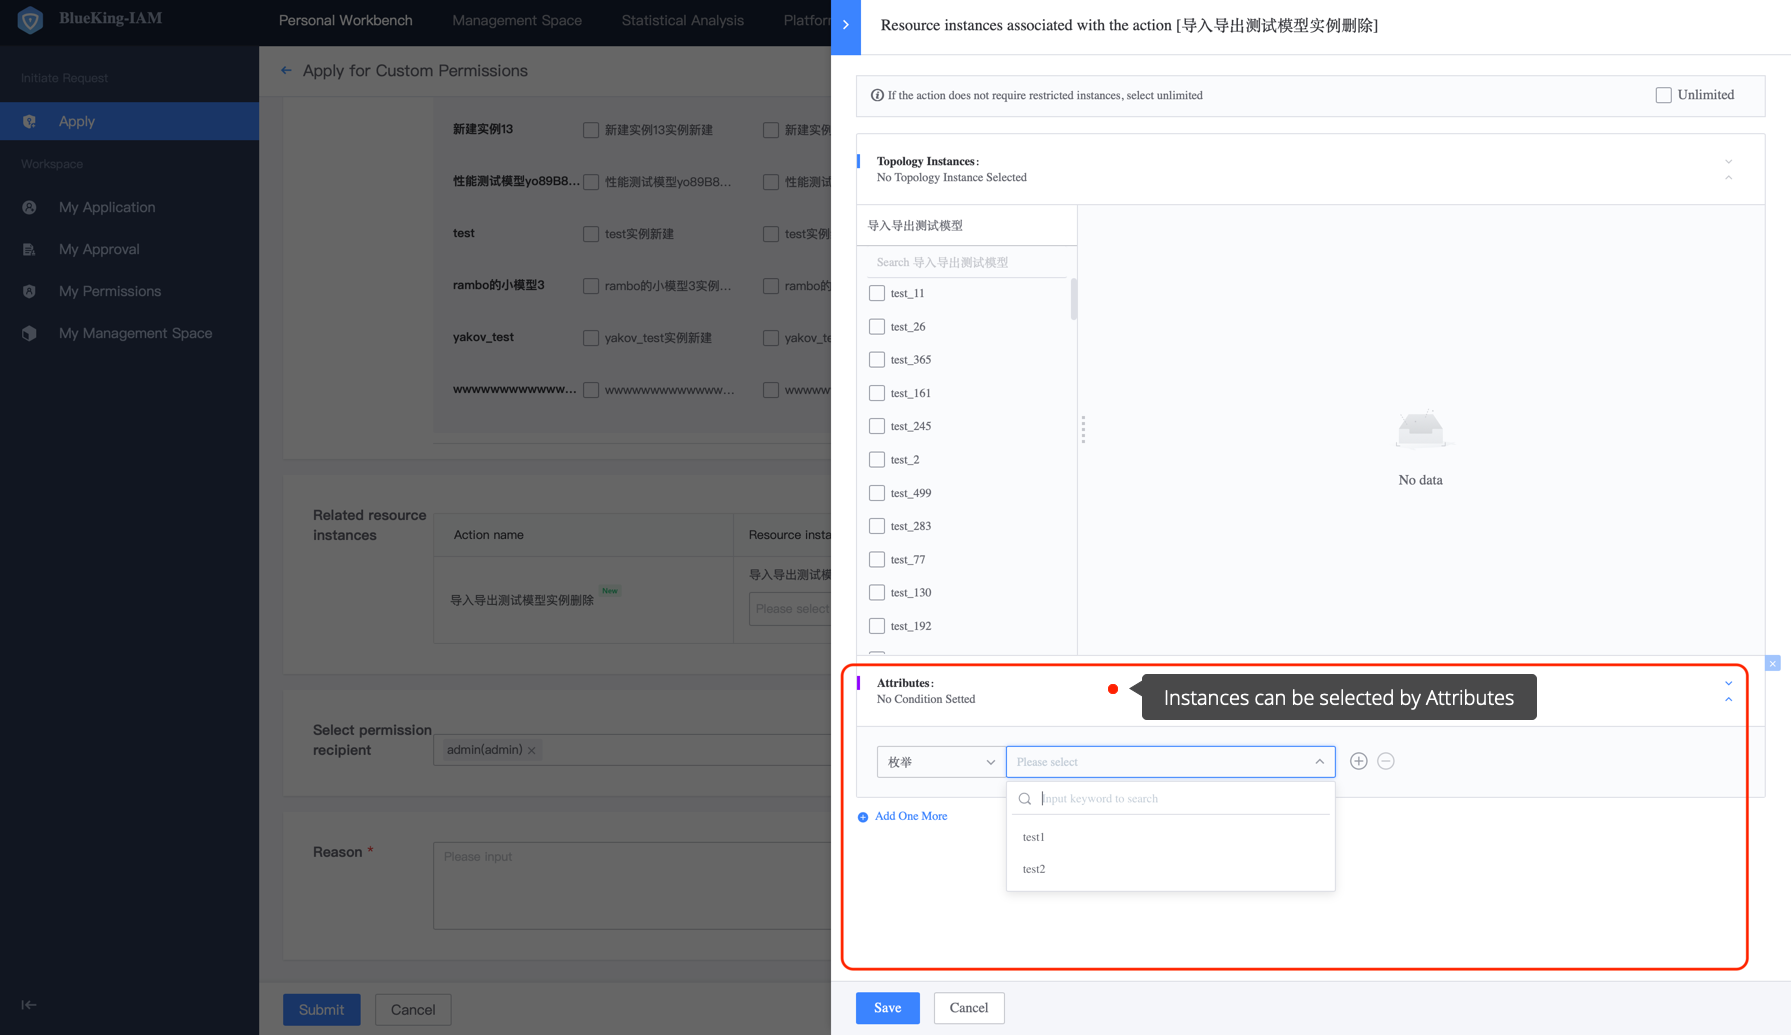 BlueKing-IAM
Personal Workbench
Management Space
Statistical Analysis
Platform
Initiate Request
Apply
Workspace
My Application
My Approval
My Permissions
My Management Space
Apply for Custom Permissions
新建实例13
新建实例13实例新建
新建实例
性能测试模型yo89B8...
性能测试模型yo89B8...
性能测试
test
test实例新建
test实例
rambo的小模型3
rambo的小模型3实例...
rambo的
yakov_test
yakov_test实例新建
yakov_te
wwwwwwwwwwwww...
wwwwwwwwwwwww...
wwwww
Related resource
instances
Action name
Resource insta
导入导出测试模型实例删除
New
导入导出测试模
Please select
Select permission
recipient
admin(admin)
Reason *
Please input
Submit
Cancel
Resource instances associated with the action [导入导出测试模型实例删除]
If the action does not require restricted instances, select unlimited
Unlimited
Topology Instances:
No Topology Instance Selected
导入导出测试模型
Search 导入导出测试模型
test_11
test_26
test_365
test_161
test_245
test_2
test_499
test_283
test_77
test_130
test_192
No data
Attributes:
No Condition Setted
Instances can be selected by Attributes
枚举
Please select
Input keyword to search
test1
test2
Add One More
Save
Cancel